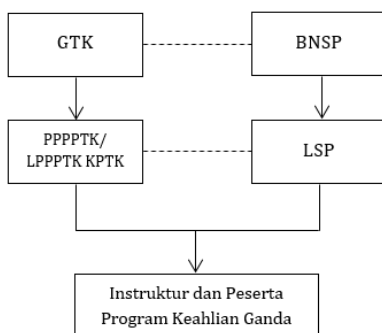 GTK
BNSP
PPPPTK/
LPPPTK KPTK
LSP
Instruktur dan Peserta
Program Keahlian Ganda